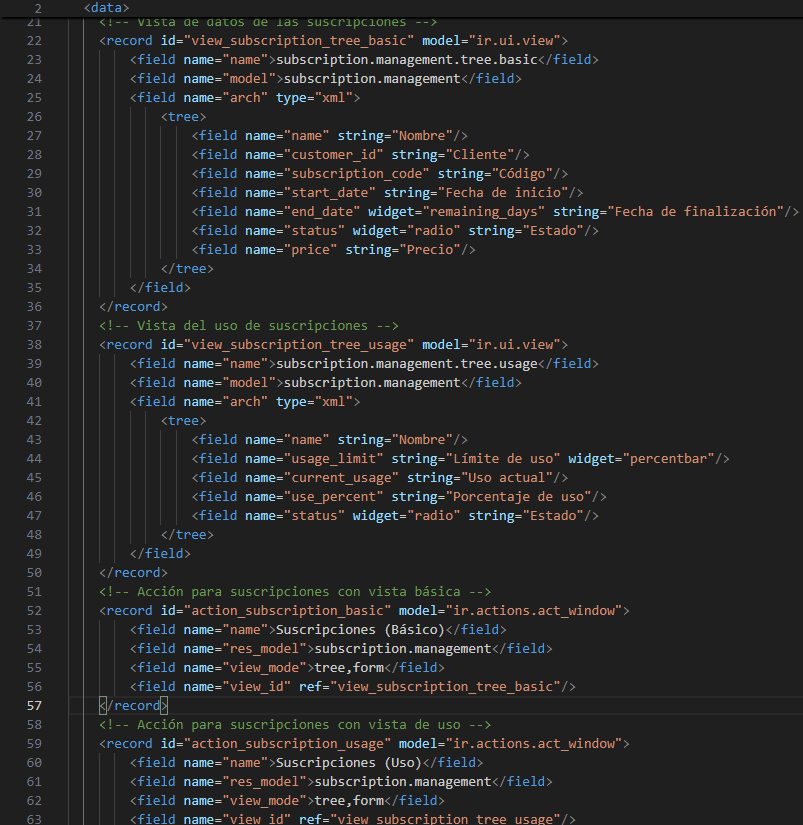 2 <data>
21 <!-- Vista de datos de las suscripciones -->
22 <record id="view_subscription_tree_basic" model="ir.ui.view">
23 <field name="name">subscription.management.tree.basic</field>
24 <field name="model">subscription.management</field>
25 <field name="arch" type="xml">
26 <tree>
27 <field name="name" string="Nombre"/>
28 <field name="customer_id" string="Cliente"/>
29 <field name="subscription_code" string="Código"/>
30 <field name="start_date" string="Fecha de inicio"/>
31 <field name="end_date" widget="remaining_days" string="Fecha de finalización"/>
32 <field name="status" widget="radio" string="Estado"/>
33 <field name="price" string="Precio"/>
34 </tree>
35 </field>
36 </record>
37 <!-- Vista del uso de suscripciones -->
38 <record id="view_subscription_tree_usage" model="ir.ui.view">
39 <field name="name">subscription.management.tree.usage</field>
40 <field name="model">subscription.management</field>
41 <field name="arch" type="xml">
42 <tree>
43 <field name="name" string="Nombre"/>
44 <field name="usage_limit" string="Límite de uso" widget="percentbar"/>
45 <field name="current_usage" string="Uso actual"/>
46 <field name="use_percent" string="Porcentaje de uso"/>
47 <field name="status" widget="radio" string="Estado"/>
48 </tree>
49 </field>
50 </record>
51 <!-- Acción para suscripciones con vista básica -->
52 <record id="action_subscription_basic" model="ir.actions.act_window">
53 <field name="name">Suscripciones (Básico)</field>
54 <field name="res_model">subscription.management</field>
55 <field name="view_mode">tree,form</field>
56 <field name="view_id" ref="view_subscription_tree_basic"/>
57 </record>
58 <!-- Acción para suscripciones con vista de uso -->
59 <record id="action_subscription_usage" model="ir.actions.act_window">
60 <field name="name">Suscripciones (Uso)</field>
61 <field name="res_model">subscription.management</field>
62 <field name="view_mode">tree,form</field>
63 <field name="view_id" ref="view_subscription_tree_usage"/>